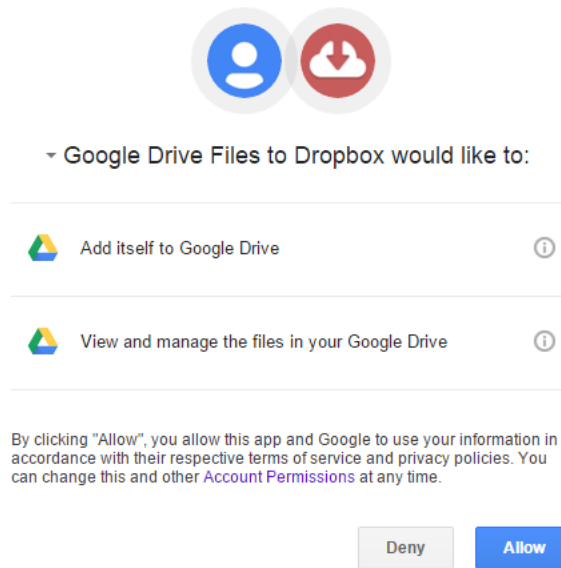 Google Drive Files to Dropbox would like to:
Add itself to Google Drive
View and manage the files in your Google Drive
By clicking "Allow", you allow this app and Google to use your information in
accordance with their respective terms of service and privacy policies. You
can change this and other Account Permissions at any time.
Deny
Allow